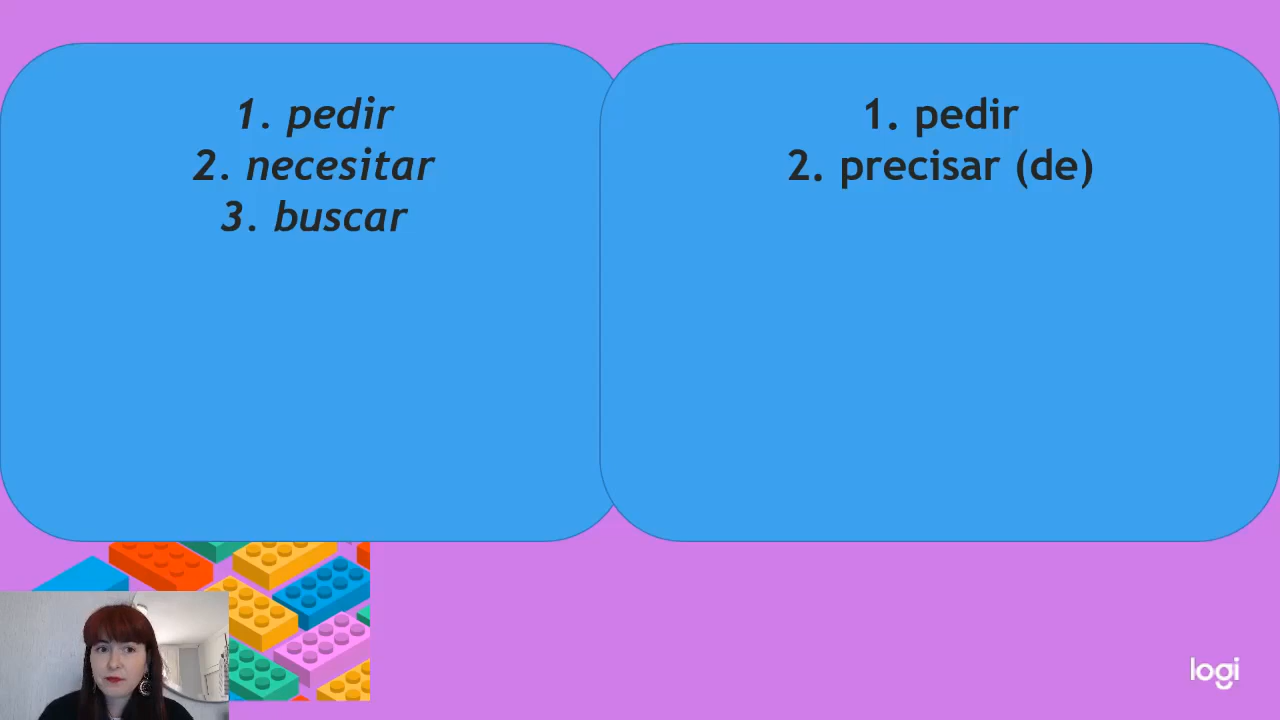 1. pedir
2. necesitar
3. buscar
1. pedir
2. precisar (de)
logi